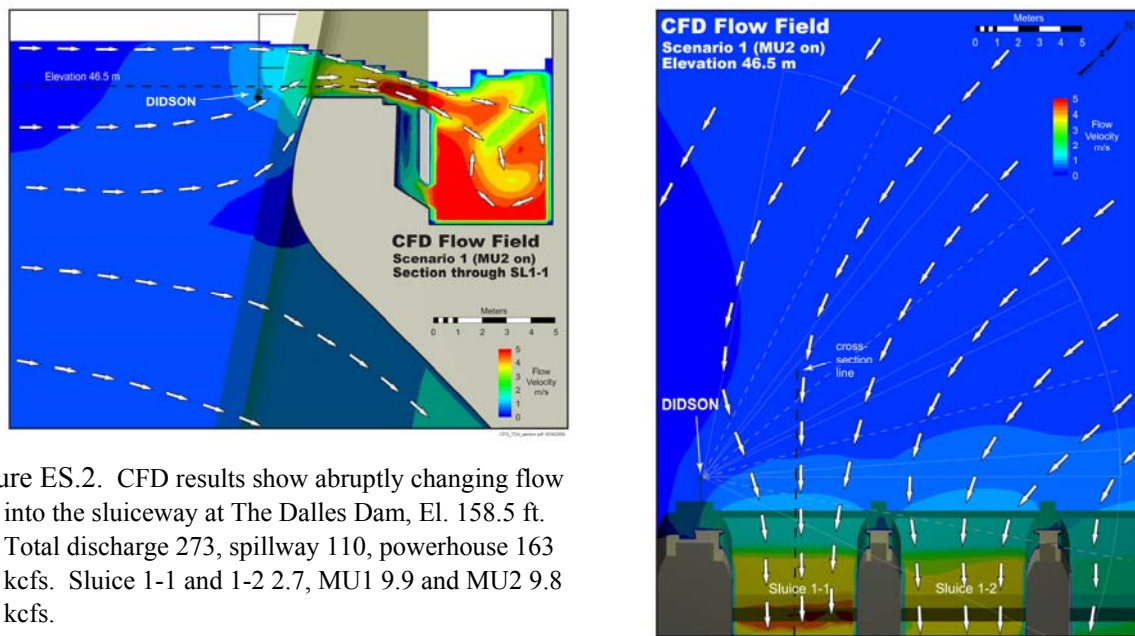 Elevation 46.5 m
DIDSON
CFD Flow Field
Scenario 1 (MU2 on)
Section through SL1-1
Meters
0 1 2 3 4 5
5
4
3
2
1
0
Flow
Velocity
m/s
ure ES.2. CFD results show abruptly changing flow
into the sluiceway at The Dalles Dam, El. 158.5 ft.
Total discharge 273, spillway 110, powerhouse 163
kcfs. Sluice 1-1 and 1-2 2.7, MU1 9.9 and MU2 9.8
kcfs.
CFD Flow Field
Scenario 1 (MU2 on)
Elevation 46.5 m
Meters
0 1 2 3 4 5
N
5
4
3
2
1
0
Flow
Velocity
m/s
cross-
section
line
DIDSON
Sluice 1-1
Sluice 1-2